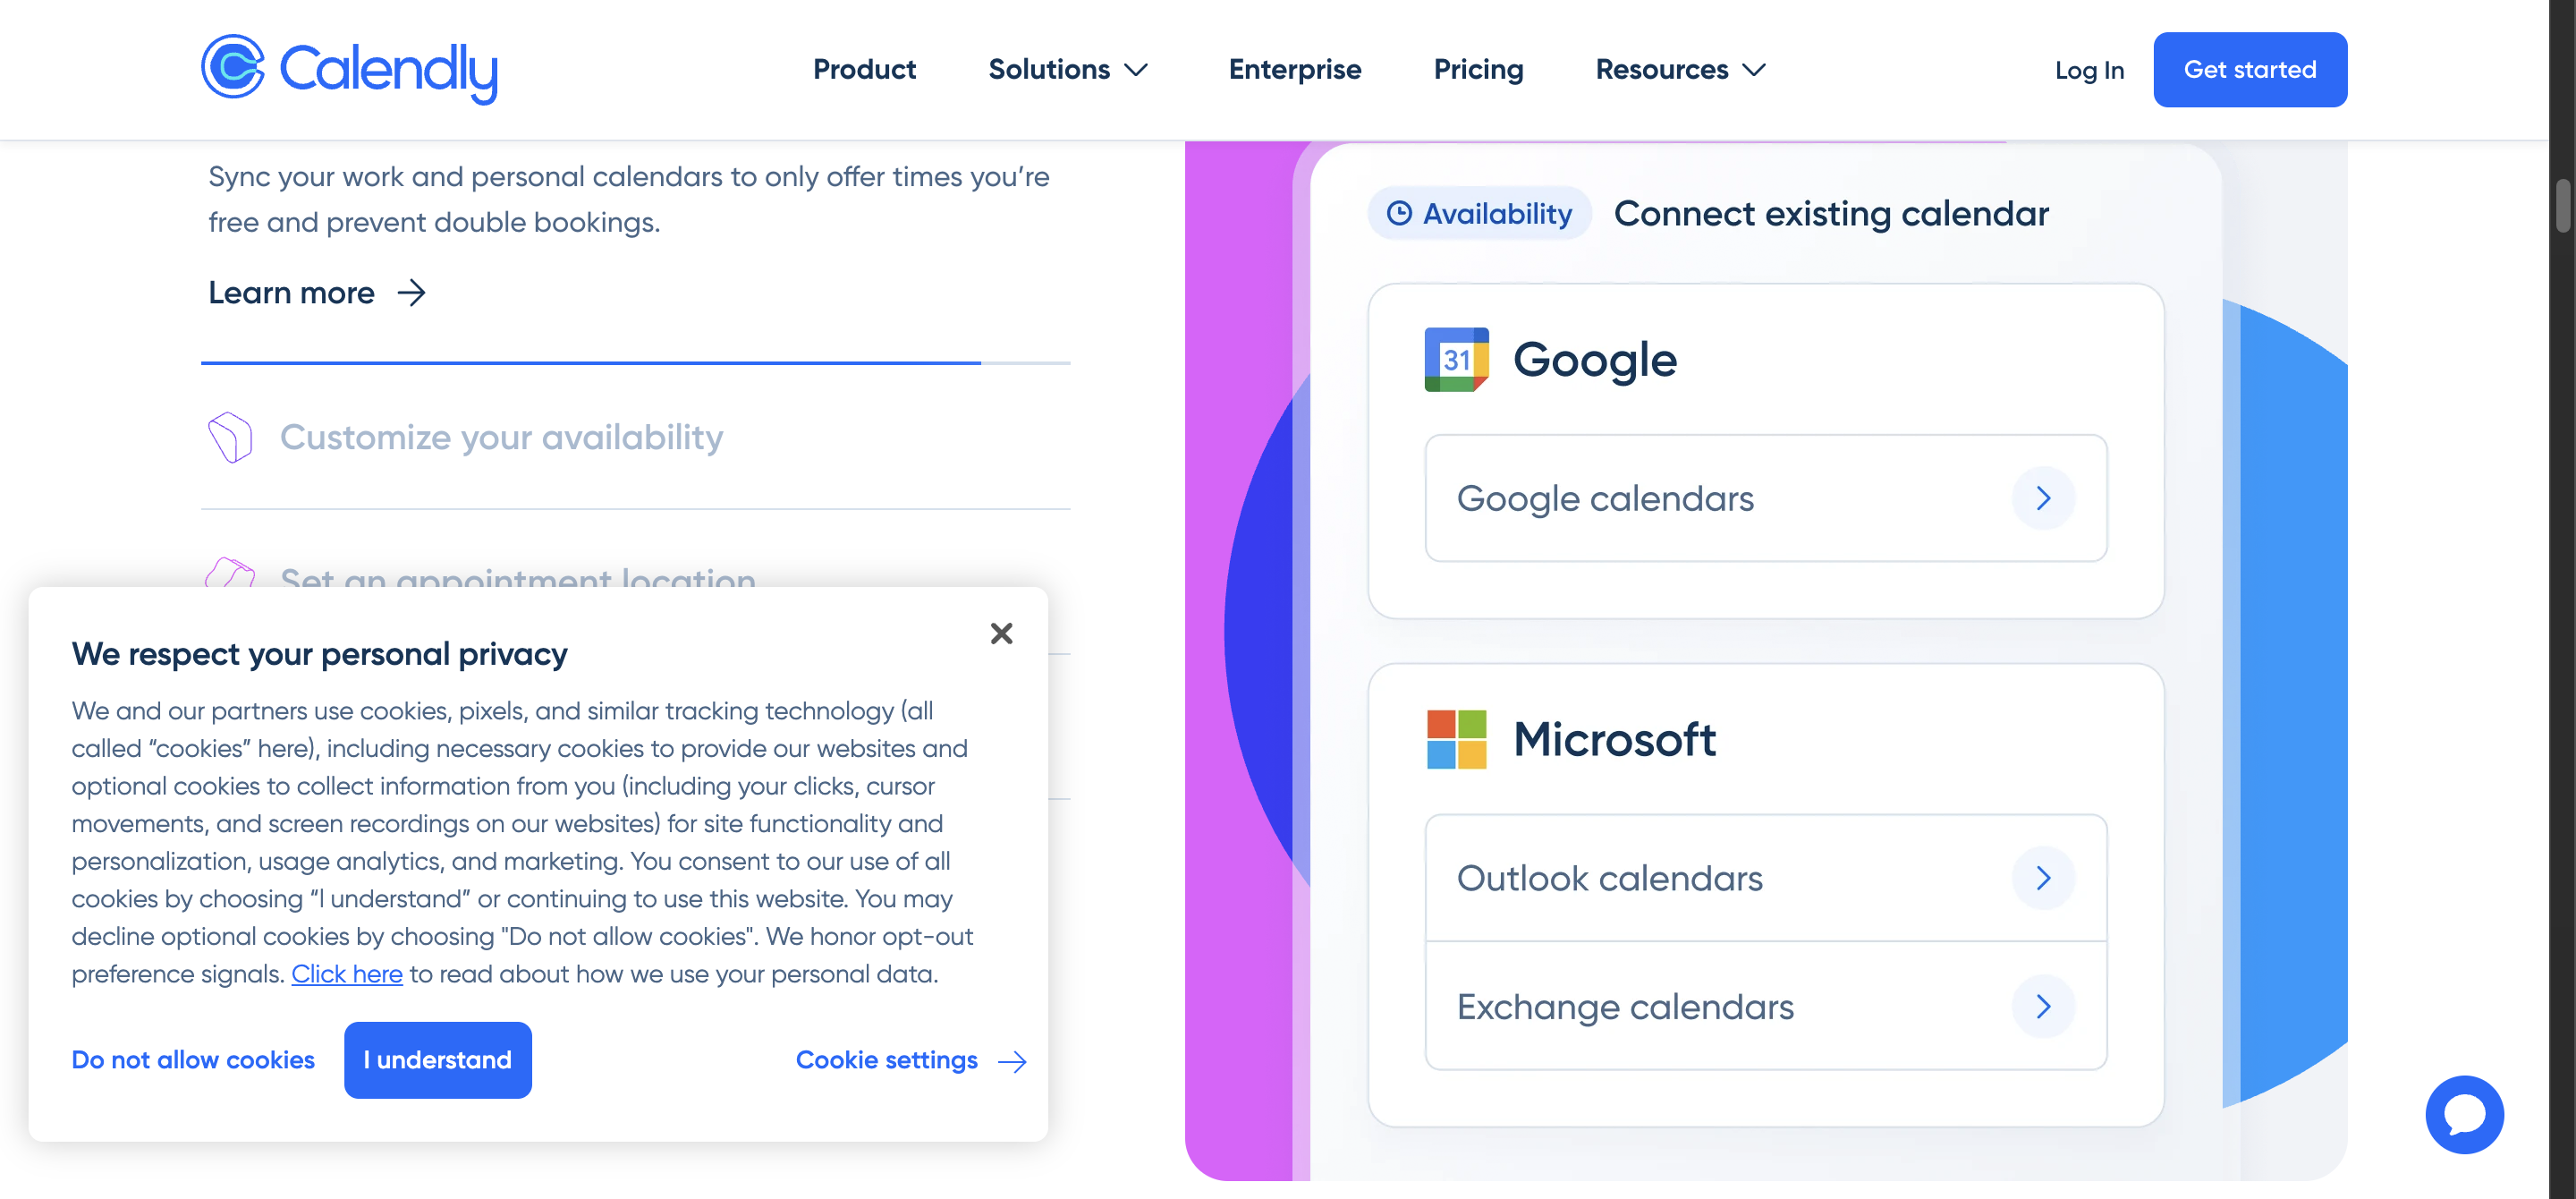 Calendly
Product
Solutions
Enterprise
Pricing
Resources
Log In
Get started
Sync your work and personal calendars to only offer times you’re
free and prevent double bookings.
Learn more
Customize your availability
Set an appointment location
We respect your personal privacy
We and our partners use cookies, pixels, and similar tracking technology (all
called “cookies” here), including necessary cookies to provide our websites and
optional cookies to collect information from you (including your clicks, cursor
movements, and screen recordings on our websites) for site functionality and
personalization, usage analytics, and marketing. You consent to our use of all
cookies by choosing “I understand” or continuing to use this website. You may
decline optional cookies by choosing "Do not allow cookies". We honor opt-out
preference signals. Click here to read about how we use your personal data.
Do not allow cookies
I understand
Cookie settings
Availability
Connect existing calendar
31
Google
Google calendars
Microsoft
Outlook calendars
Exchange calendars